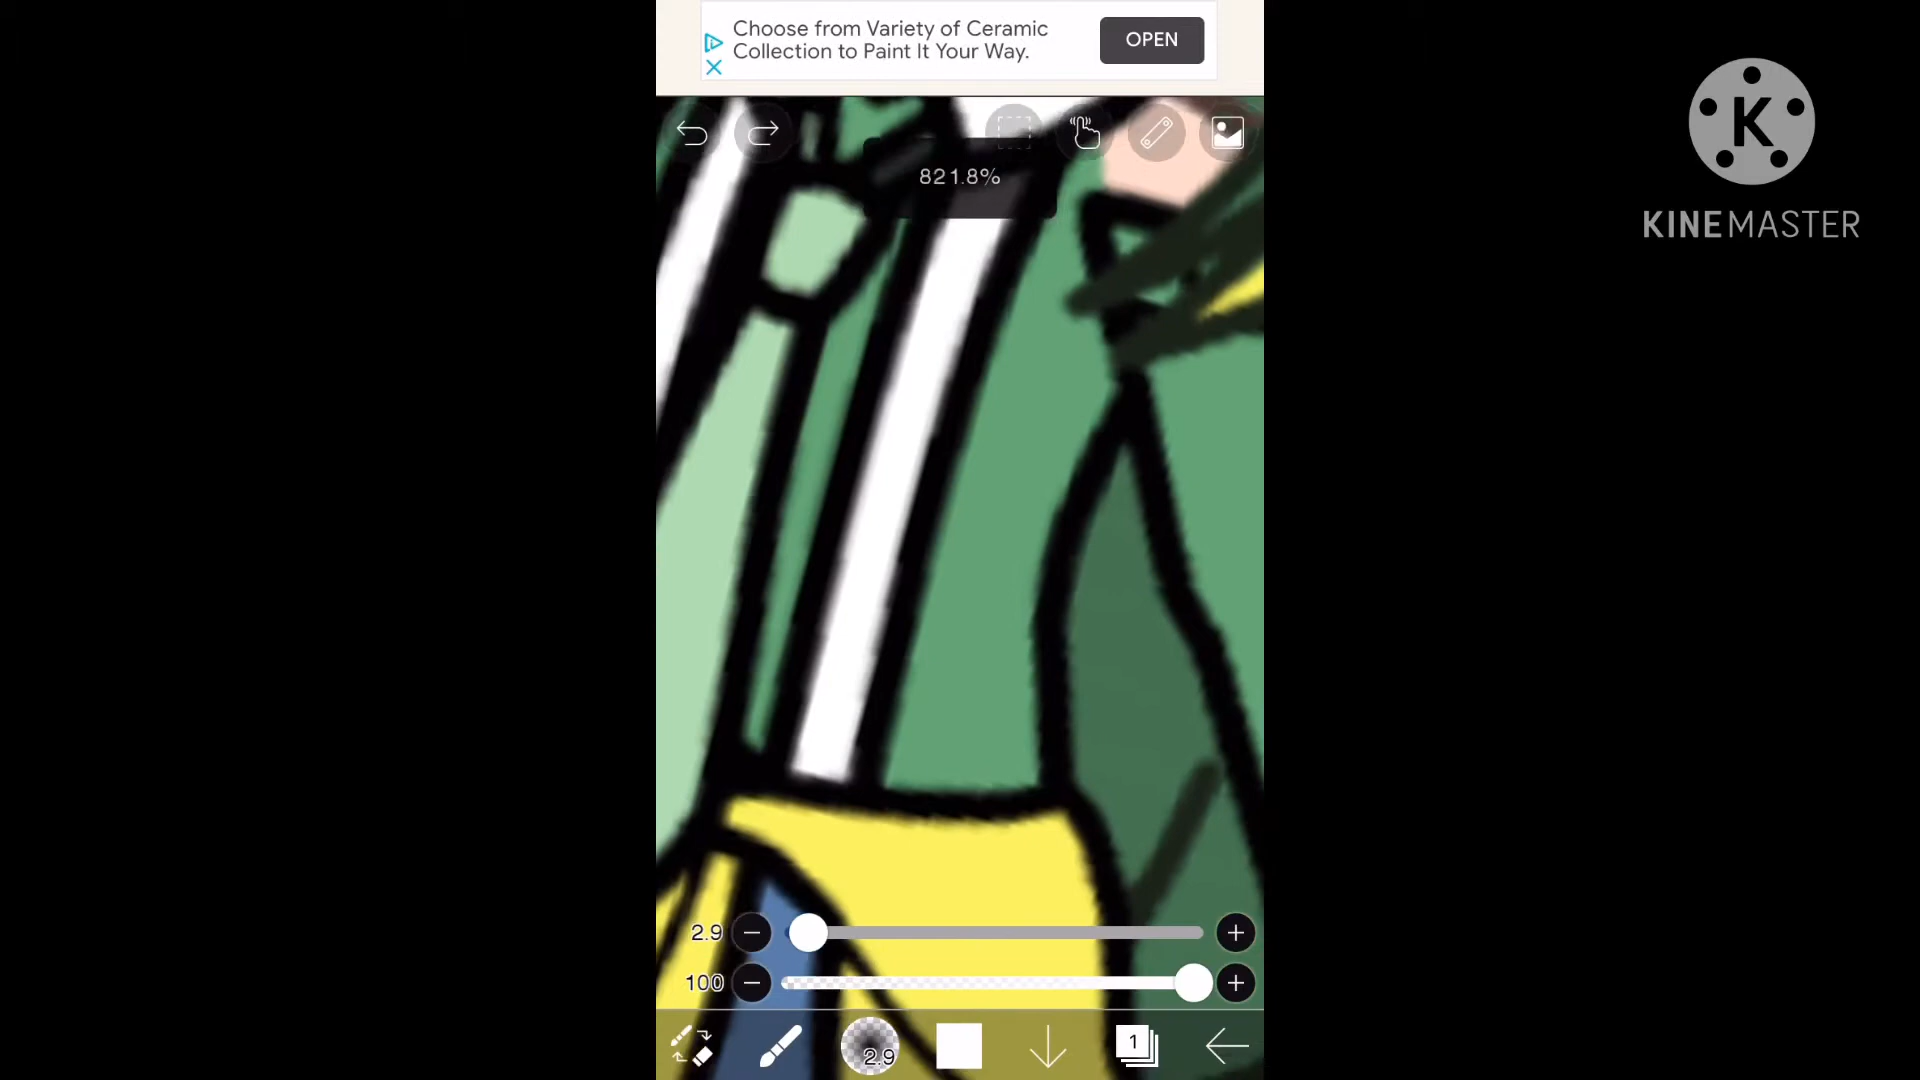 Choose from Variety of Ceramic
Collection to Paint It Your Way.
OPEN
821.8%
K
KINEMASTER
2.9
100
2.9
1